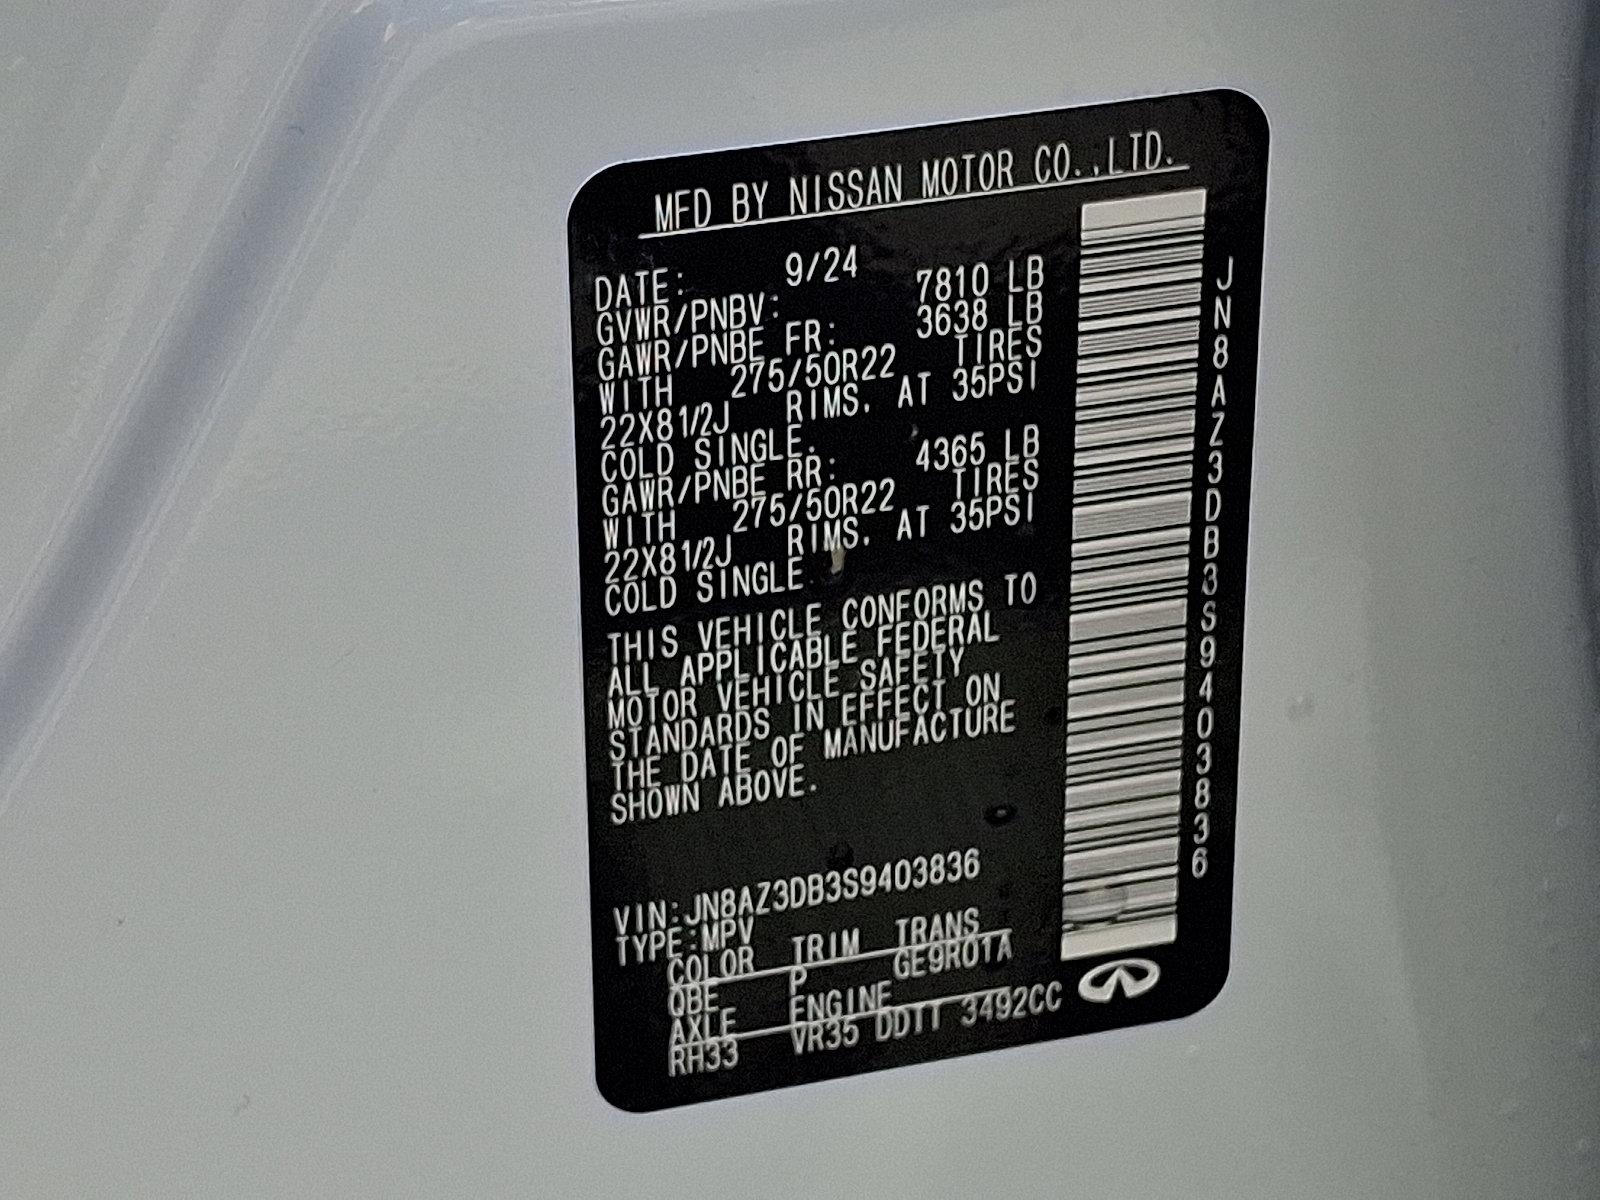 MFD BY NISSAN MOTOR CO.,LTD.
DATE: 9/24
GVWR/PNBV: 7810 LB
GAWR/PNBE FR: 3638 LB
WITH 275/50R22 TIRES
22X8 1/2J RIMS. AT 35PSI
COLD SINGLE.
GAWR/PNBE RR: 4365 LB
WITH 275/50R22 TIRES
22X8 1/2J RIMS. AT 35PSI
COLD SINGLE
THIS VEHICLE CONFORMS TO
ALL APPLICABLE FEDERAL
MOTOR VEHICLE SAFETY
STANDARDS IN EFFECT ON
THE DATE OF MANUFACTURE
SHOWN ABOVE.
VIN:JN8AZ3DB3S9403836
TYPE:MPV
COLOR TRIM TRANS
QBE P GE9R01A
AXLE ENGINE
RH33 VR35 DDTT 3492CC
JN8AZ3DB3S9403836